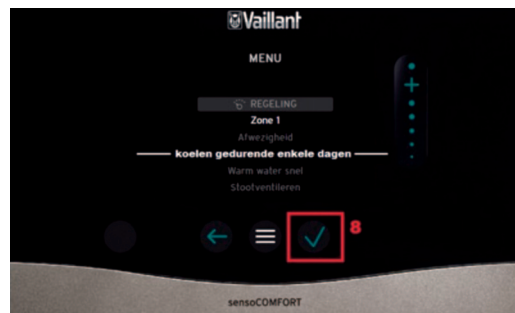 Vaillant
MENU
REGELING
Zone 1
Afwezigheid
koelen gedurende enkele dagen
Warm water snel
Stootventileren
8
sensoCOMFORT